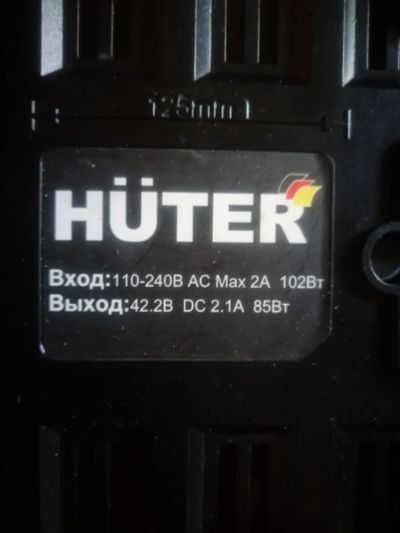 125mm
HÜTER
Вход:110-240В AC Max 2A 102Вт
Выход:42.2В DC 2.1A 85Вт